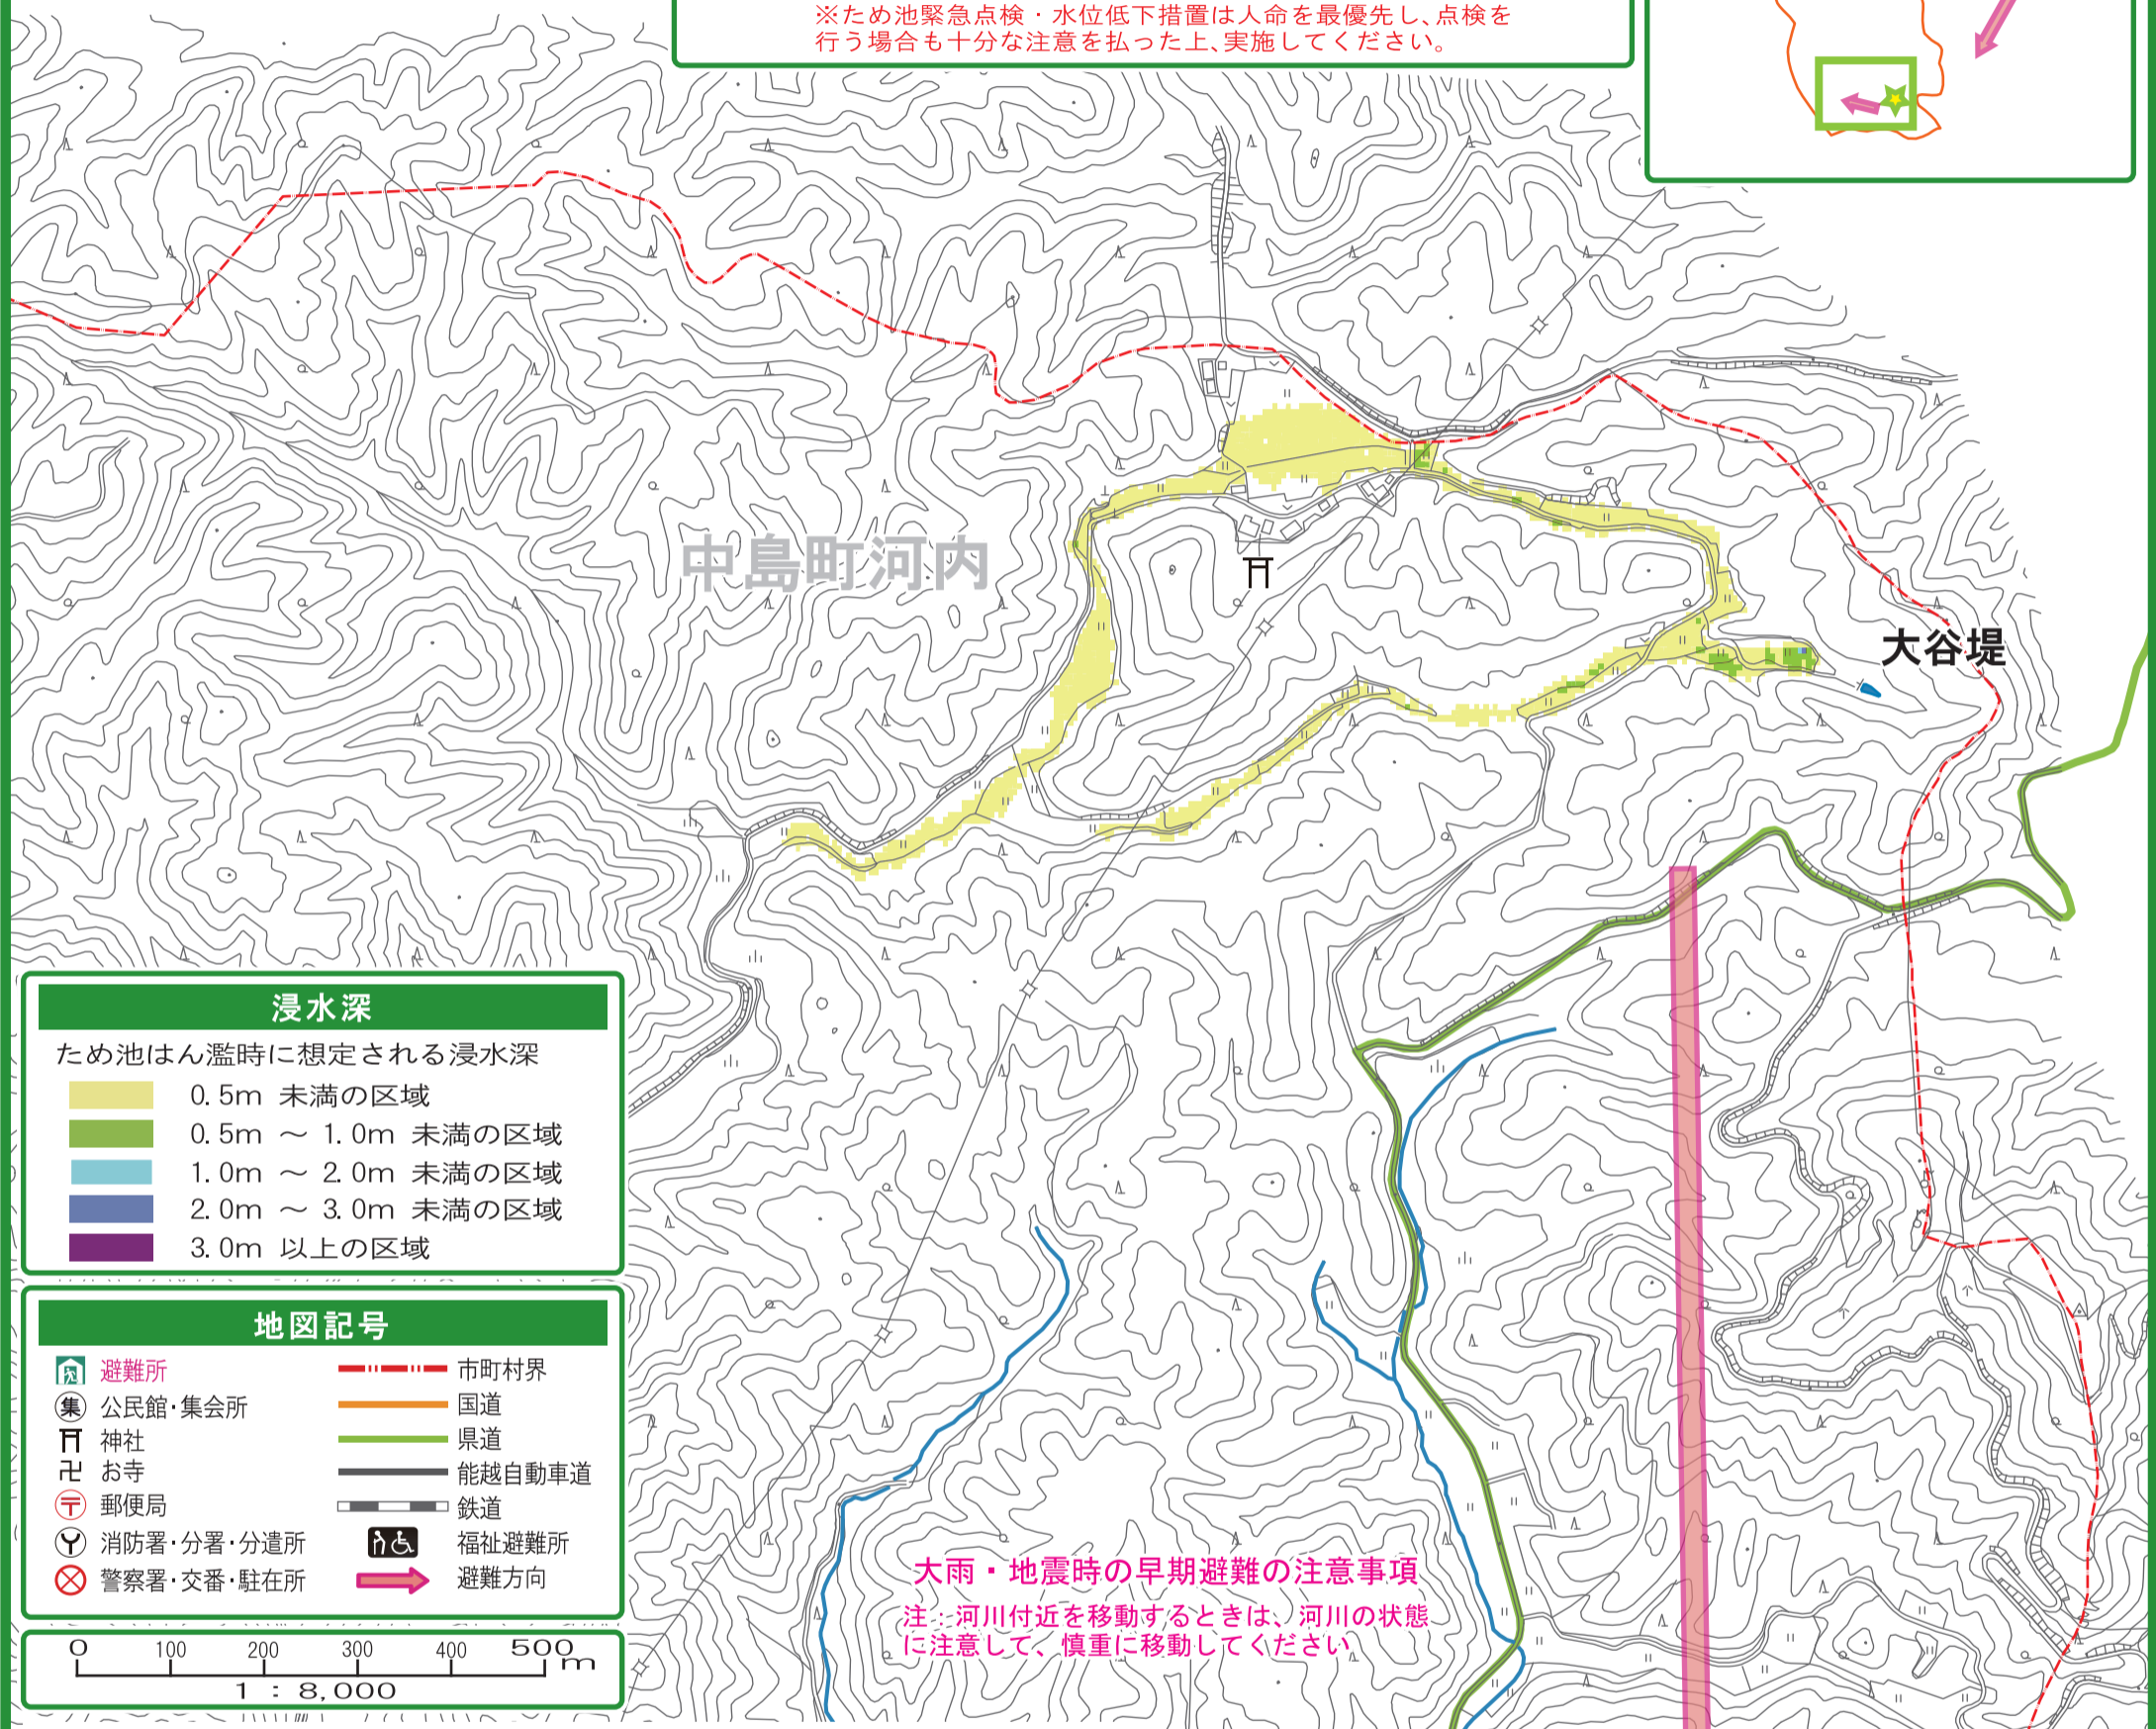 ※ため池緊急点検・水位低下措置は人命を最優先し、点検を
行う場合も十分な注意を払った上、実施してください。
中島町河内
大谷堤
浸水深
ため池はん濫時に想定される浸水深
0.5m 未満の区域
0.5m ～ 1.0m 未満の区域
1.0m ～ 2.0m 未満の区域
2.0m ～ 3.0m 未満の区域
3.0m 以上の区域
地図記号
避難所
集 公民館・集会所
神社
お寺
郵便局
消防署・分署・分遣所
警察署・交番・駐在所
市町村界
国道
県道
能越自動車道
鉄道
福祉避難所
避難方向
0 100 200 300 400 500 m
1 : 8,000
大雨・地震時の早期避難の注意事項
注：河川付近を移動するときは、河川の状態
に注意して、慎重に移動してください